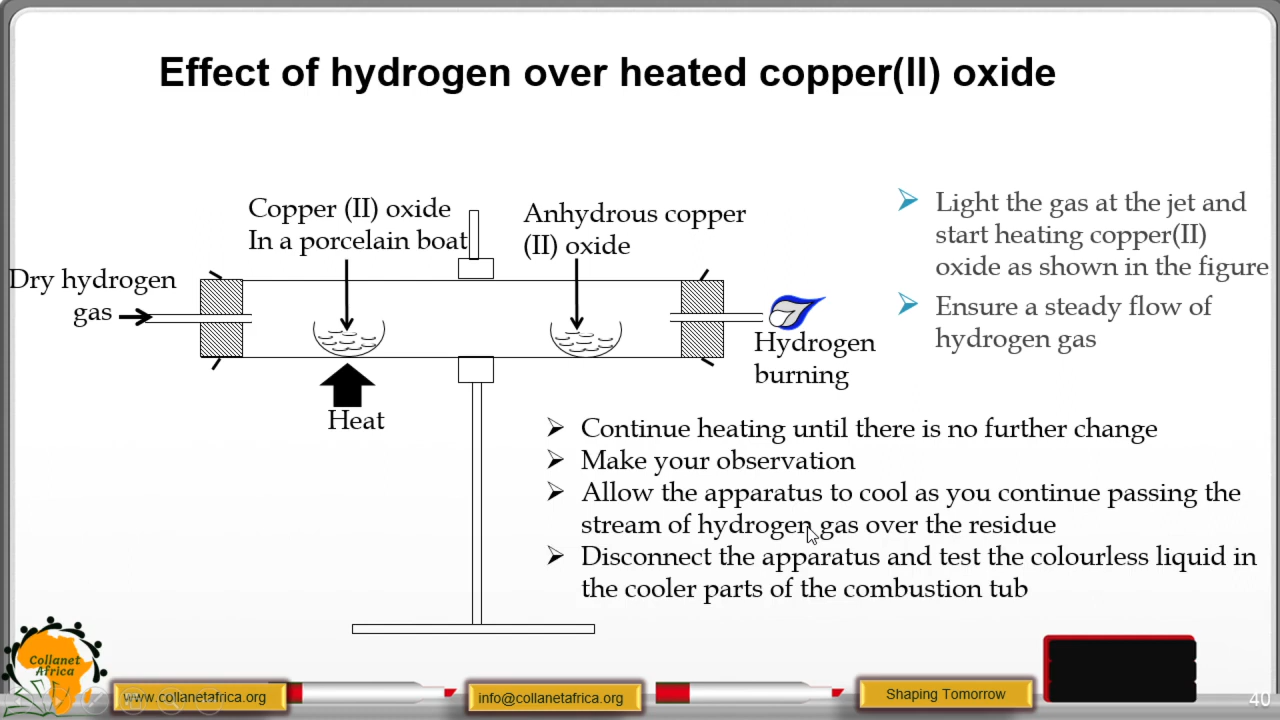 Effect of hydrogen over heated copper(ll) oxide
Copper (II) oxide
In a porcelain boat
Anhydrous copper
(II) oxide
Dry hydrogen
gas
Heat
Hydrogen
burning
Light the gas at the jet and
start heating copper(II)
oxide as shown in the figure
Ensure a steady flow of
hydrogen gas
Continue heating until there is no further change
Make your observation
Allow the apparatus to cool as you continue passing the
stream of hydrogen gas over the residue
Disconnect the apparatus and test the colourless liquid in
the cooler parts of the combustion tub
Collanet
Africa
www.collanetafrica.org
info@collanetafrica.org
Shaping Tomorrow
40